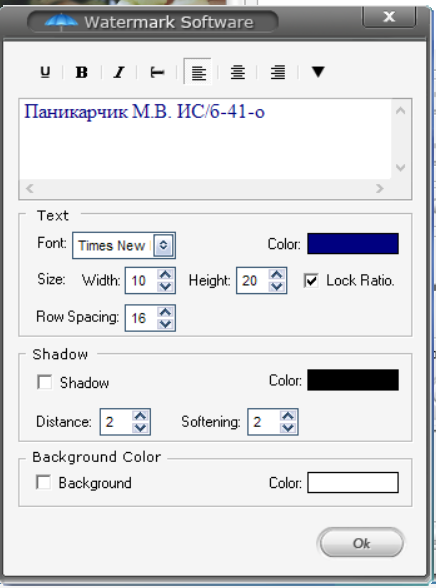 Watermark Software
x
U B I T
Паникарчик М.В. ИС/б-41-о
Text
Font: Times New Color:
Size: Width: 10 Height: 20 Lock Ratio.
Row Spacing: 16
Shadow
Shadow Color:
Distance: 2 Softening: 2
Background Color
Background Color:
Ok